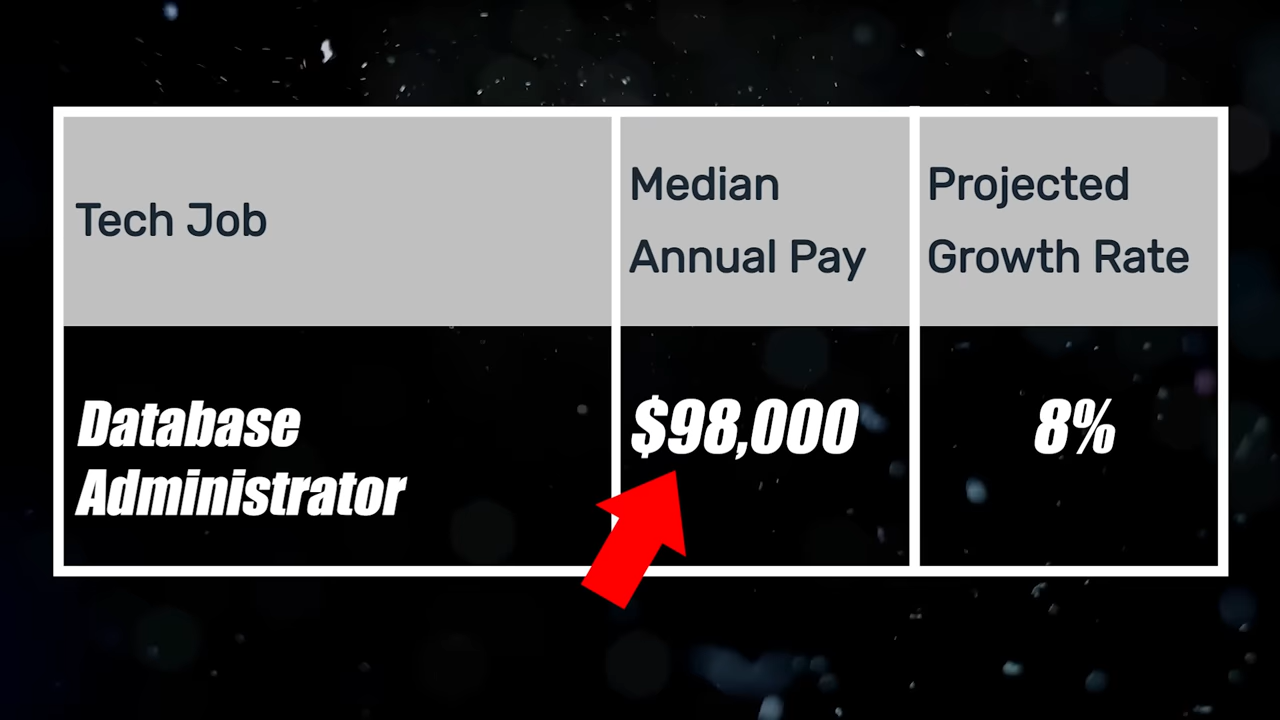 Tech Job
Median
Annual Pay
Projected
Growth Rate
Database
Administrator
$98,000
8%